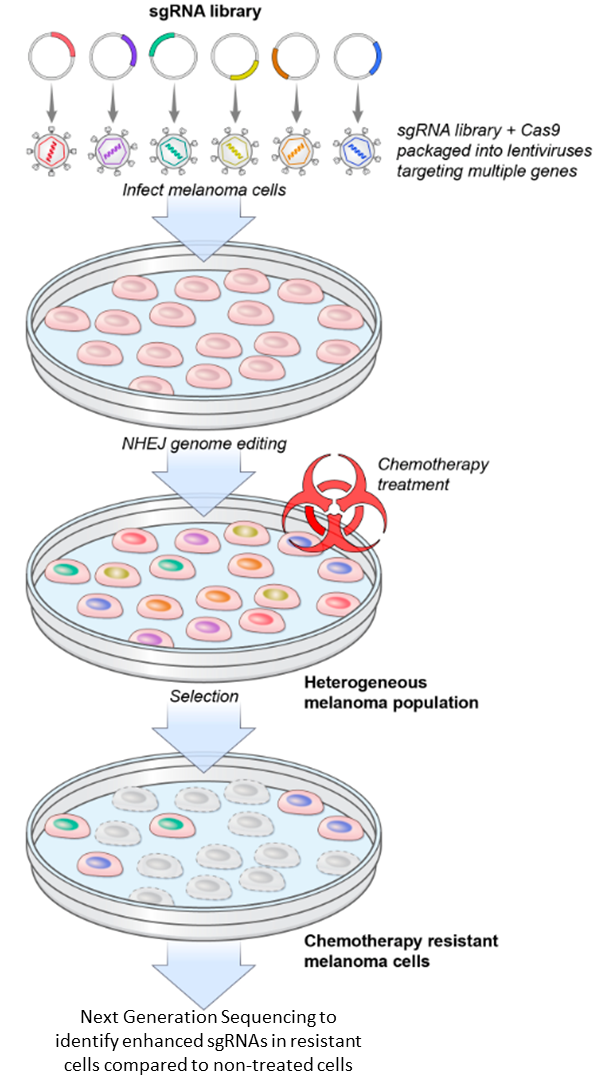 sgRNA library
sgRNA library + Cas9
packaged into lentiviruses
targeting multiple genes
Infect melanoma cells
NHEJ genome editing
Chemotherapy
treatment
Selection
Heterogeneous
melanoma population
Chemotherapy resistant
melanoma cells
Next Generation Sequencing to
identify enhanced sgRNAs in resistant
cells compared to non-treated cells